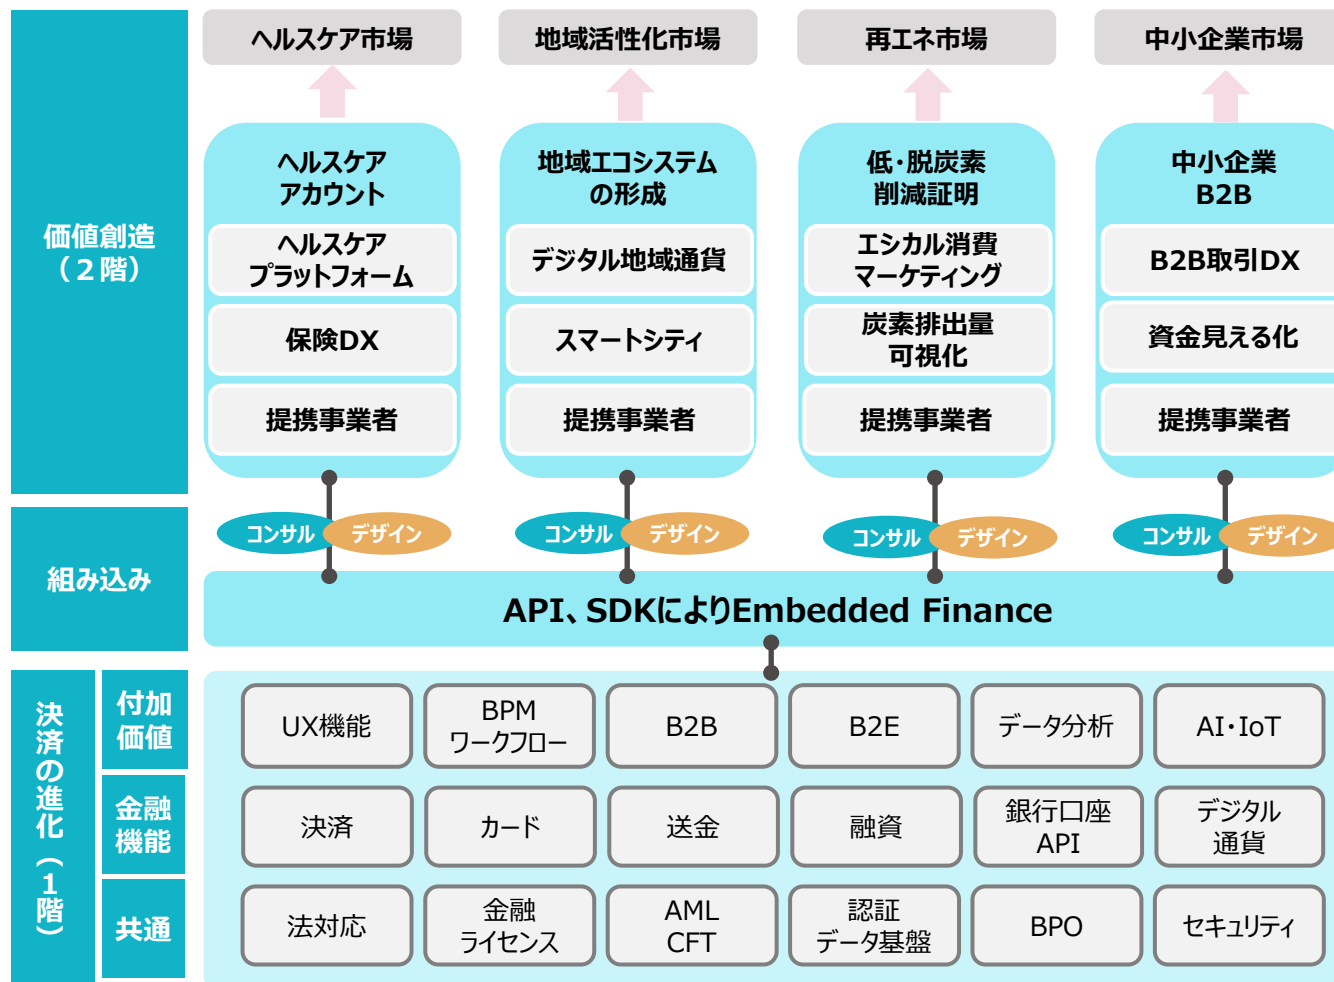 ヘルスケア市場
地域活性化市場
再エネ市場
中小企業市場
価値創造
（２階）
ヘルスケア
アカウント
ヘルスケア
プラットフォーム
保険DX
提携事業者
地域エコシステム
の形成
デジタル地域通貨
スマートシティ
提携事業者
低・脱炭素
削減証明
エシカル消費
マーケティング
炭素排出量
可視化
提携事業者
中小企業
B2B
B2B取引DX
資金見える化
提携事業者
組み込み
コンサル
デザイン
コンサル
デザイン
コンサル
デザイン
コンサル
デザイン
API、SDKによりEmbedded Finance
決済の進化（1階）
付加
価値
UX機能
BPM
ワークフロー
B2B
B2E
データ分析
AI・IoT
金融
機能
決済
カード
送金
融資
銀行口座
API
デジタル
通貨
共通
法対応
金融
ライセンス
AML
CFT
認証
データ基盤
BPO
セキュリティ